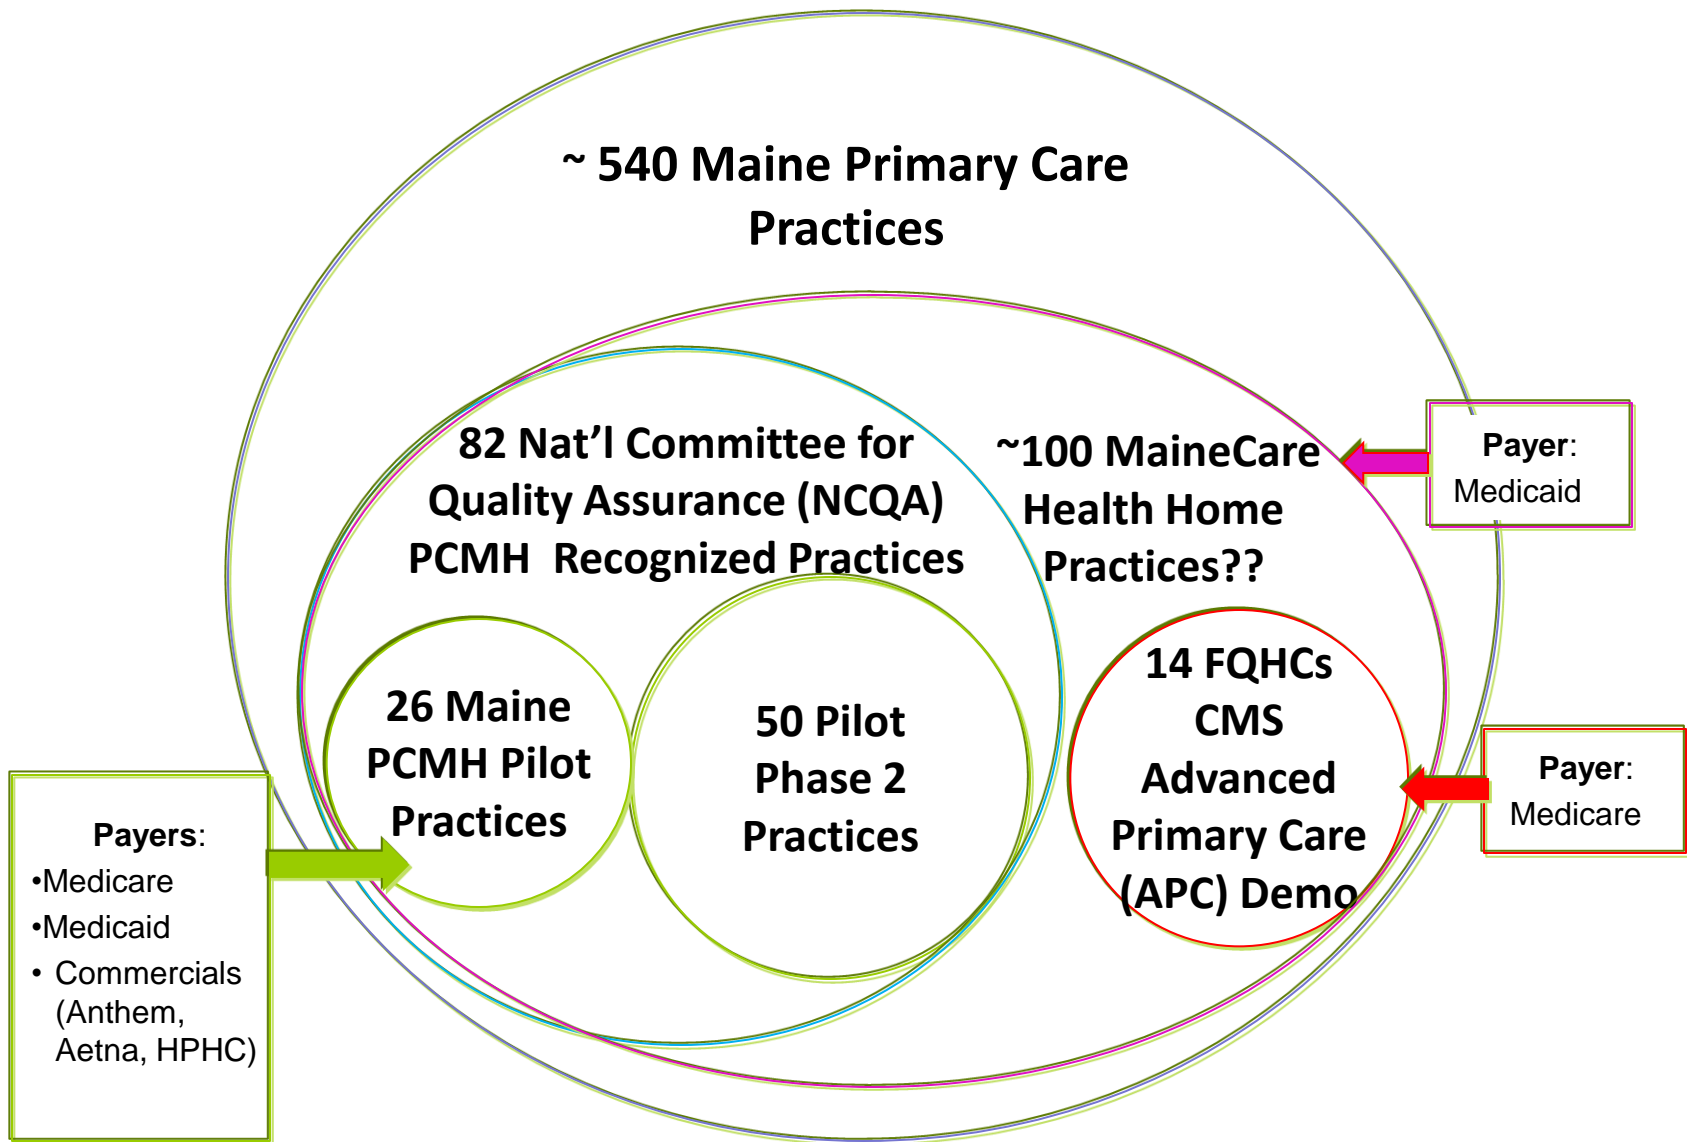 ~ 540 Maine Primary Care
Practices
82 Nat’l Committee for
Quality Assurance (NCQA)
PCMH  Recognized Practices
~100 MaineCare
Health Home
Practices??
Payer:
Medicaid
26 Maine
PCMH Pilot
Practices
50 Pilot
Phase 2
Practices
14 FQHCs
CMS
Advanced
Primary Care
(APC) Demo
Payer:
Medicare
Payers:
•Medicare
•Medicaid
• Commercials
(Anthem,
Aetna, HPHC)